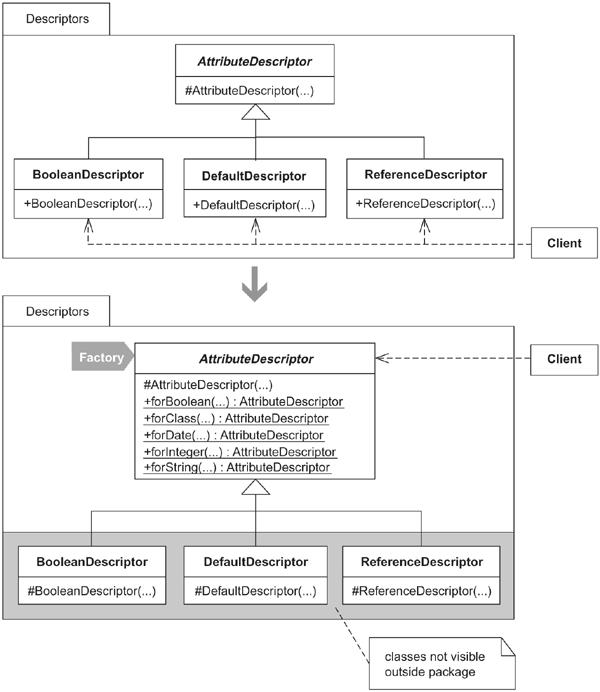 Descriptors
AttributeDescriptor
#AttributeDescriptor(...)
BooleanDescriptor
+BooleanDescriptor(...)
DefaultDescriptor
+DefaultDescriptor(...)
ReferenceDescriptor
+ReferenceDescriptor(...)
Client
Descriptors
Factory
AttributeDescriptor
#AttributeDescriptor(...)
+forBoolean(...) : AttributeDescriptor
+forClass(...) : AttributeDescriptor
+forDate(...) : AttributeDescriptor
+forInteger(...) : AttributeDescriptor
+forString(...) : AttributeDescriptor
Client
BooleanDescriptor
#BooleanDescriptor(...)
DefaultDescriptor
#DefaultDescriptor(...)
ReferenceDescriptor
#ReferenceDescriptor(...)
classes not visible
outside package